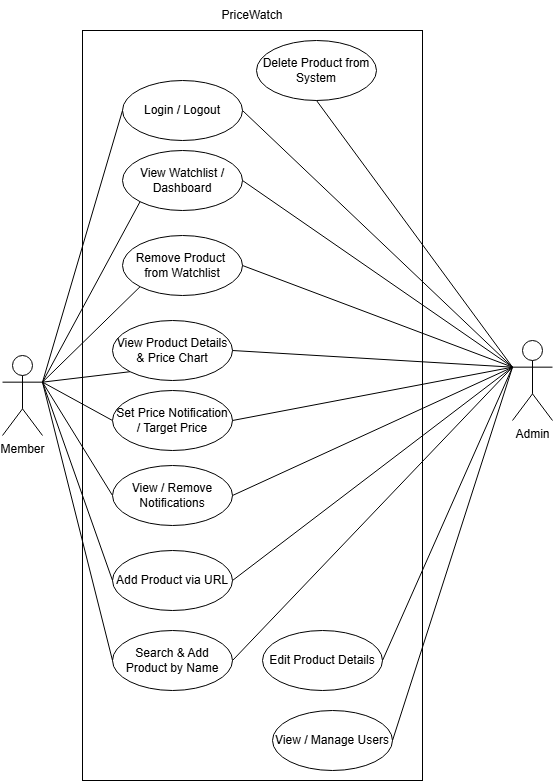 PriceWatch
Delete Product from
System
Login / Logout
View Watchlist /
Dashboard
Remove Product
from Watchlist
View Product Details
& Price Chart
Set Price Notification
/ Target Price
Member
Admin
View / Remove
Notifications
Add Product via URL
Search & Add
Product by Name
Edit Product Details
View / Manage Users